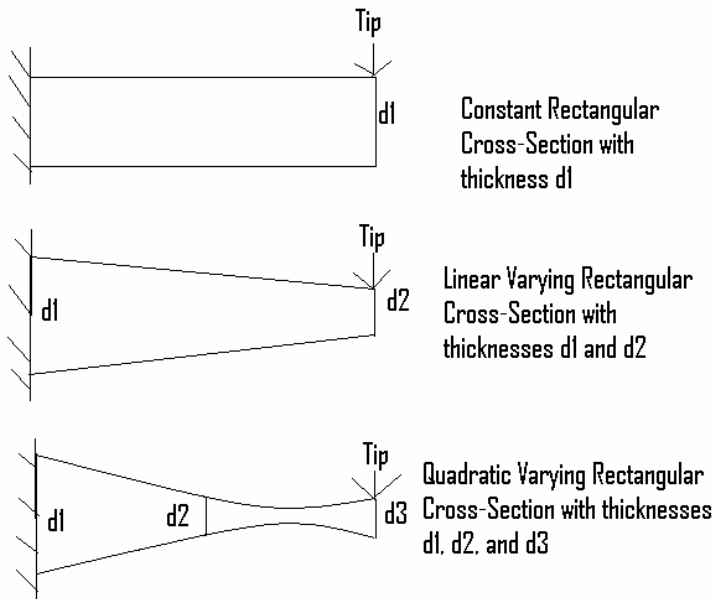 Tip
d1
Constant Rectangular
Cross-Section with
thickness d1
Tip
d1
d2
Linear Varying Rectangular
Cross-Section with
thicknesses d1 and d2
Tip
d1
d2
d3
Quadratic Varying Rectangular
Cross-Section with thicknesses
d1, d2, and d3